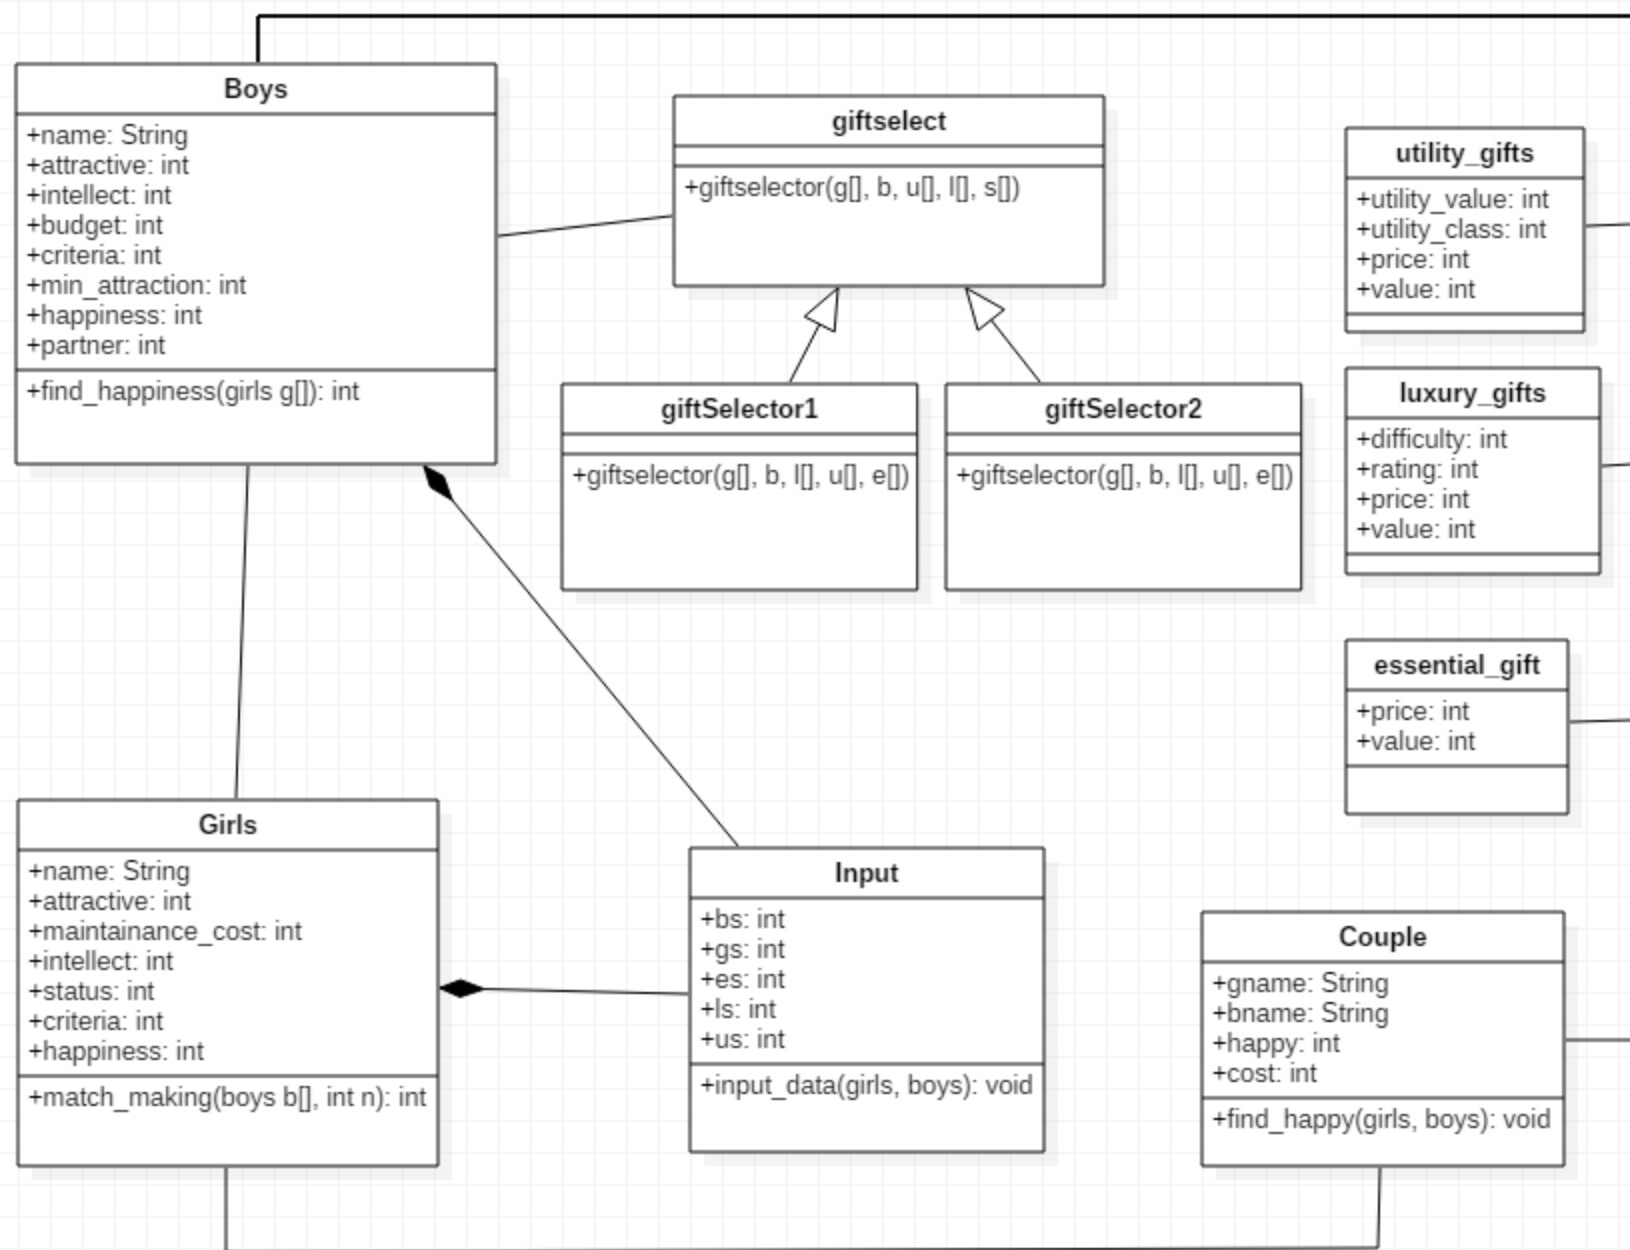 Boys
+name: String
+attractive: int
+intellect: int
+budget: int
+criteria: int
+min_attraction: int
+happiness: int
+partner: int
+find_happiness(girls g[]): int
giftselect
+giftselector(g[], b, u[], l[], s[])
giftSelector1
+giftselector(g[], b, l[], u[], e[])
giftSelector2
+giftselector(g[], b, l[], u[], e[])
utility_gifts
+utility_value: int
+utility_class: int
+price: int
+value: int
luxury_gifts
+difficulty: int
+rating: int
+price: int
+value: int
essential_gift
+price: int
+value: int
Girls
+name: String
+attractive: int
+maintainance_cost: int
+intellect: int
+status: int
+criteria: int
+happiness: int
+match_making(boys b[], int n): int
Input
+bs: int
+gs: int
+es: int
+ls: int
+us: int
+input_data(girls, boys): void
Couple
+gname: String
+bname: String
+happy: int
+cost: int
+find_happy(girls, boys): void